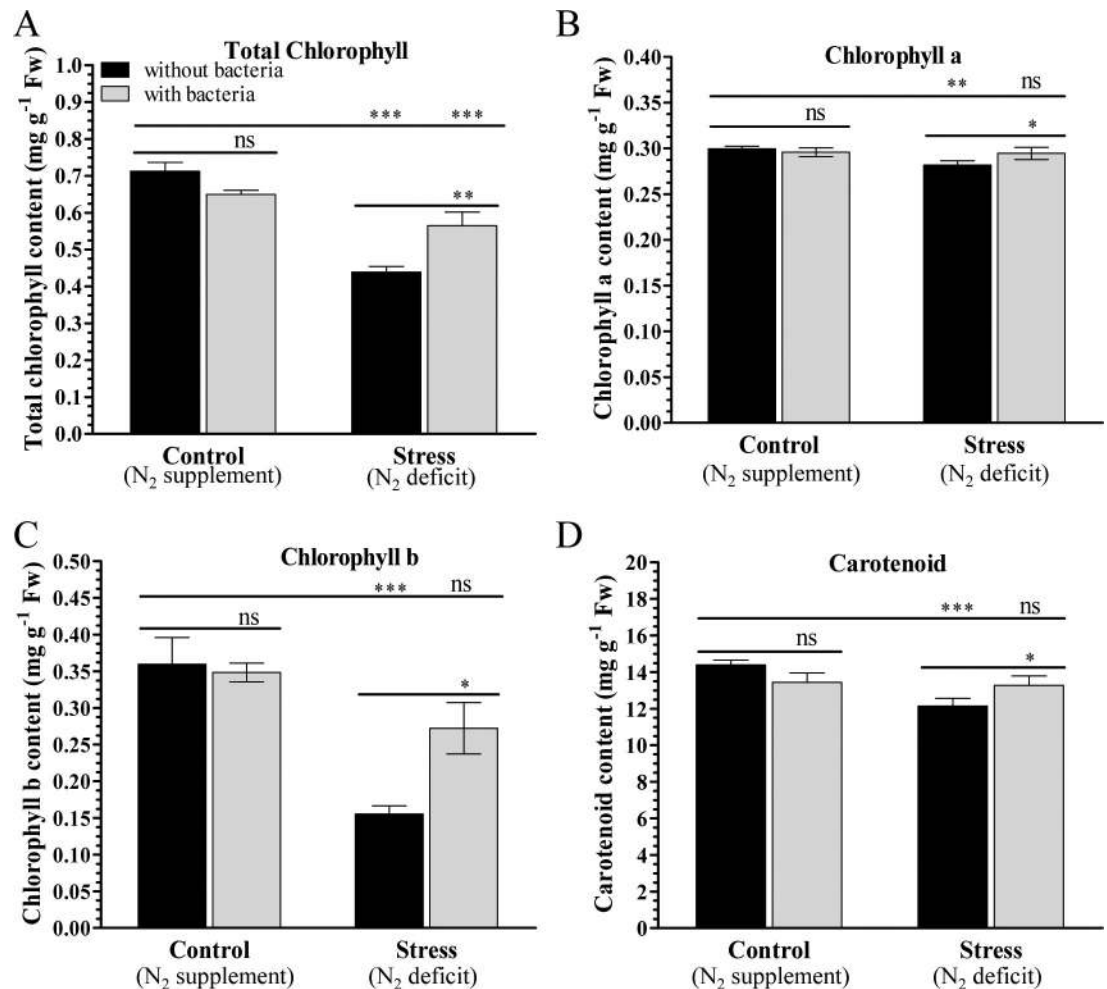 A
Total Chlorophyll
without bacteria
with bacteria
Total chlorophyll content (mg g⁻¹ Fw)
1.0
0.9
0.8
0.7
0.6
0.5
0.4
0.3
0.2
0.1
0.0
*** ***
ns
**
Control Stress
(N₂ supplement) (N₂ deficit)
B
Chlorophyll a
Chlorophyll a content (mg g⁻¹ Fw)
0.40
0.35
0.30
0.25
0.20
0.15
0.10
0.05
0.00
** ns
ns *
Control Stress
(N₂ supplement) (N₂ deficit)
C
Chlorophyll b
Chlorophyll b content (mg g⁻¹ Fw)
0.50
0.45
0.40
0.35
0.30
0.25
0.20
0.15
0.10
0.05
0.00
*** ns
ns
*
Control Stress
(N₂ supplement) (N₂ deficit)
D
Carotenoid
Carotenoid content (mg g⁻¹ Fw)
20
18
16
14
12
10
8
6
4
2
0
*** ns
ns *
Control Stress
(N₂ supplement) (N₂ deficit)